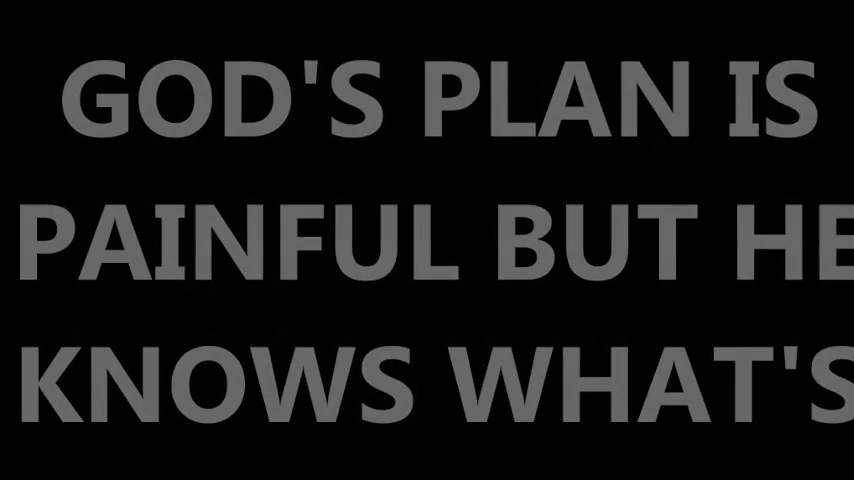 GOD'S PLAN IS
PAINFUL BUT HE
KNOWS WHAT'S